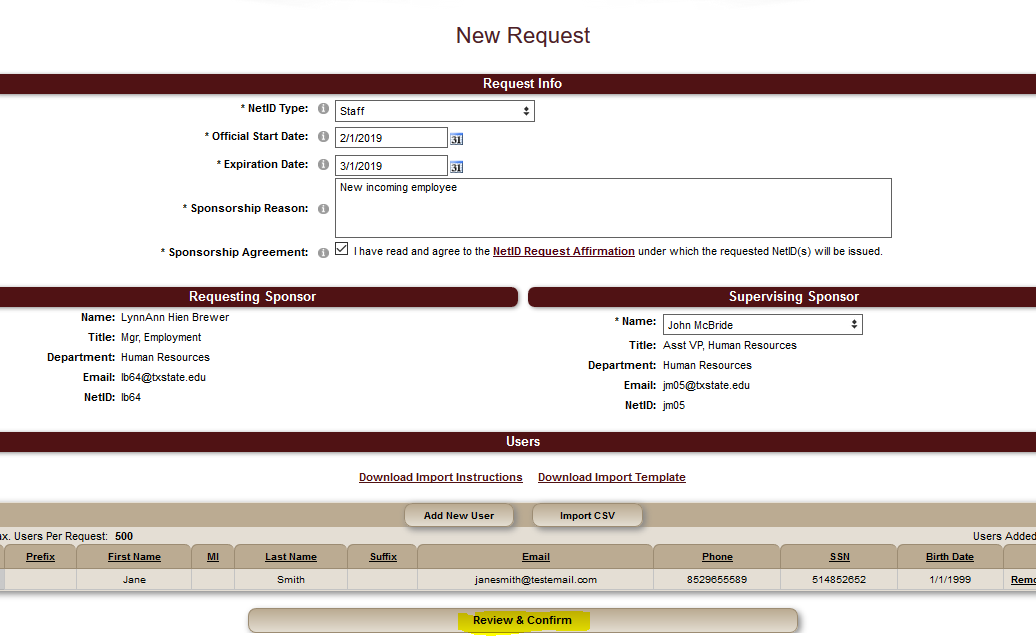 New Request
Request Info
* NetID Type: Staff
* Official Start Date: 2/1/2019 31
* Expiration Date: 3/1/2019 31
* Sponsorship Reason: New incoming employee
* Sponsorship Agreement: I have read and agree to the NetID Request Affirmation under which the requested NetID(s) will be issued.
Requesting Sponsor
Name: LynnAnn Hien Brewer
Title: Mgr, Employment
Department: Human Resources
Email: lb64@txstate.edu
NetID: lb64
Supervising Sponsor
* Name: John McBride
Title: Asst VP, Human Resources
Department: Human Resources
Email: jm05@txstate.edu
NetID: jm05
Users
Download Import Instructions Download Import Template
Add New User Import CSV
x. Users Per Request: 500 Users Added
Prefix First Name MI Last Name Suffix Email Phone SSN Birth Date
Jane Smith janesmith@testemail.com 8529655589 514852652 1/1/1999 Remo
Review & Confirm